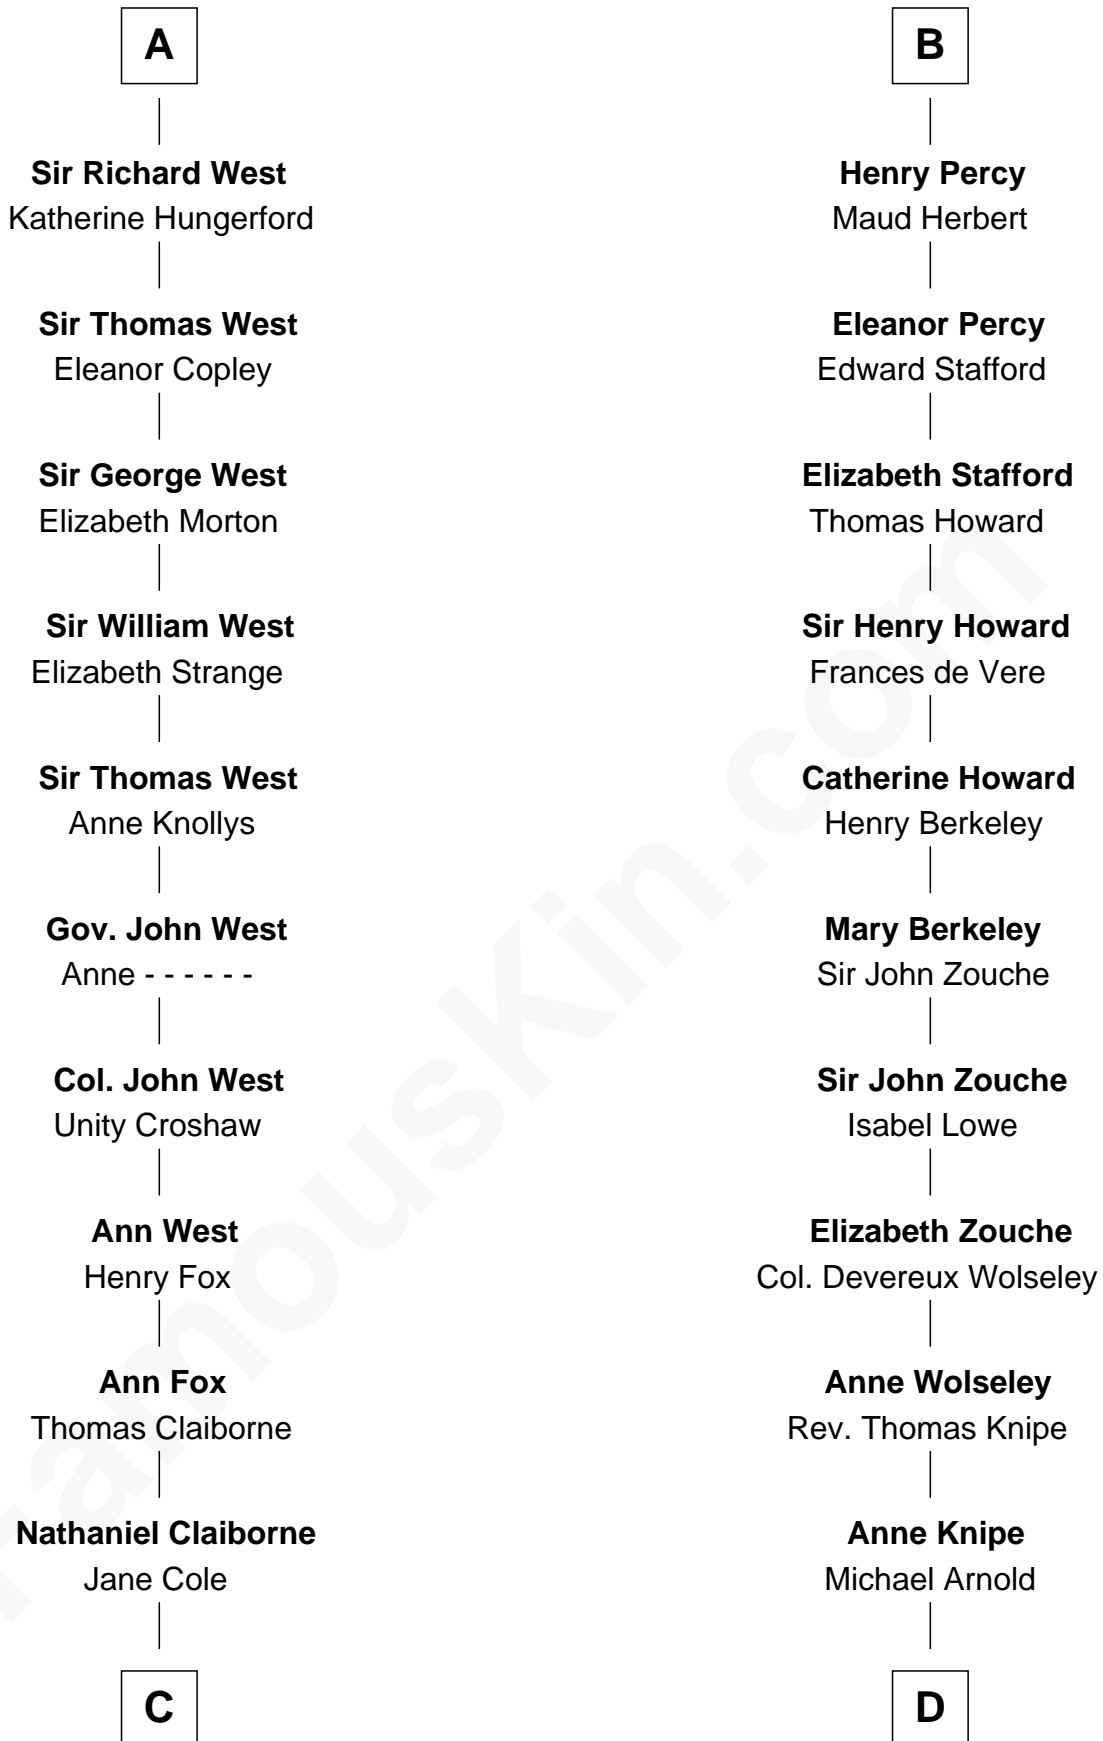 A
Sir Richard West
Katherine Hungerford
Sir Thomas West
Eleanor Copley
Sir George West
Elizabeth Morton
Sir William West
Elizabeth Strange
Sir Thomas West
Anne Knollys
Gov. John West
Anne - - - - - -
Col. John West
Unity Croshaw
Ann West
Henry Fox
Ann Fox
Thomas Claiborne
Nathaniel Claiborne
Jane Cole
C
B
Henry Percy
Maud Herbert
Eleanor Percy
Edward Stafford
Elizabeth Stafford
Thomas Howard
Sir Henry Howard
Frances de Vere
Catherine Howard
Henry Berkeley
Mary Berkeley
Sir John Zouche
Sir John Zouche
Isabel Lowe
Elizabeth Zouche
Col. Devereux Wolseley
Anne Wolseley
Rev. Thomas Knipe
Anne Knipe
Michael Arnold
D
FamousKin.com